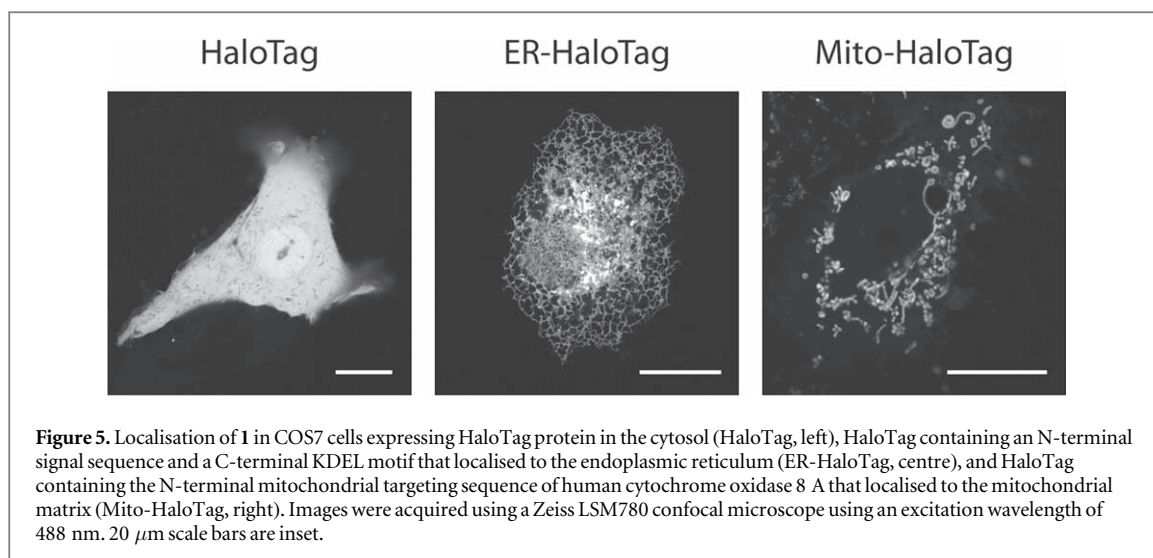 HaloTag ER-HaloTag Mito-HaloTag
Figure 5. Localisation of 1 in COS7 cells expressing HaloTag protein in the cytosol (HaloTag, left), HaloTag containing an N-terminal
signal sequence and a C-terminal KDEL motif that localised to the endoplasmic reticulum (ER-HaloTag, centre), and HaloTag
containing the N-terminal mitochondrial targeting sequence of human cytochrome oxidase 8 A that localised to the mitochondrial
matrix (Mito-HaloTag, right). Images were acquired using a Zeiss LSM780 confocal microscope using an excitation wavelength of
488 nm. 20 μm scale bars are inset.